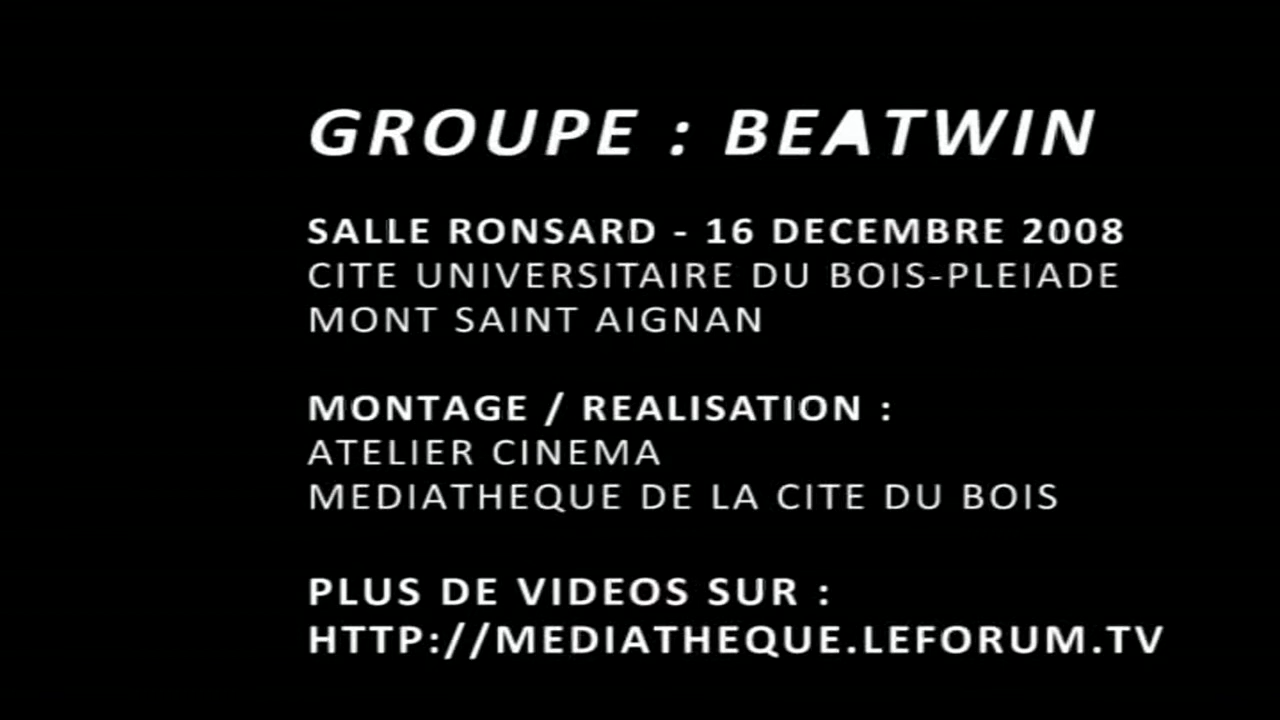 GROUPE : BEATWIN
SALLE RONSARD - 16 DECEMBRE 2008
CITE UNIVERSITAIRE DU BOIS-PLEIADE
MONT SAINT AIGNAN
MONTAGE / REALISATION :
ATELIER CINEMA
MEDIATHEQUE DE LA CITE DU BOIS
PLUS DE VIDEOS SUR :
HTTP://MEDIATHEQUE.LEFORUM.TV